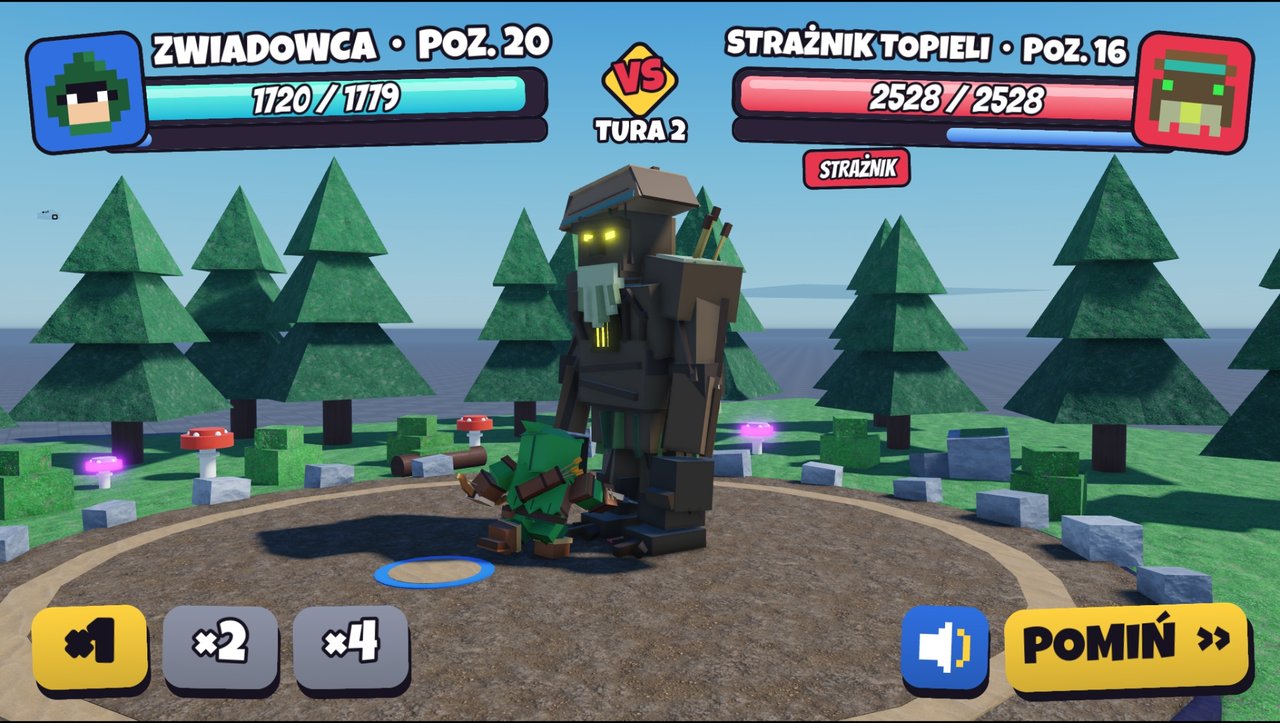 ZWIADOWCA • POZ. 20
1720 / 1779
VS
TURA 2
STRAŻNIK TOPIELI • POZ. 16
2528 / 2528
STRAŻNIK
×1
×2
×4
POMIŃ >>